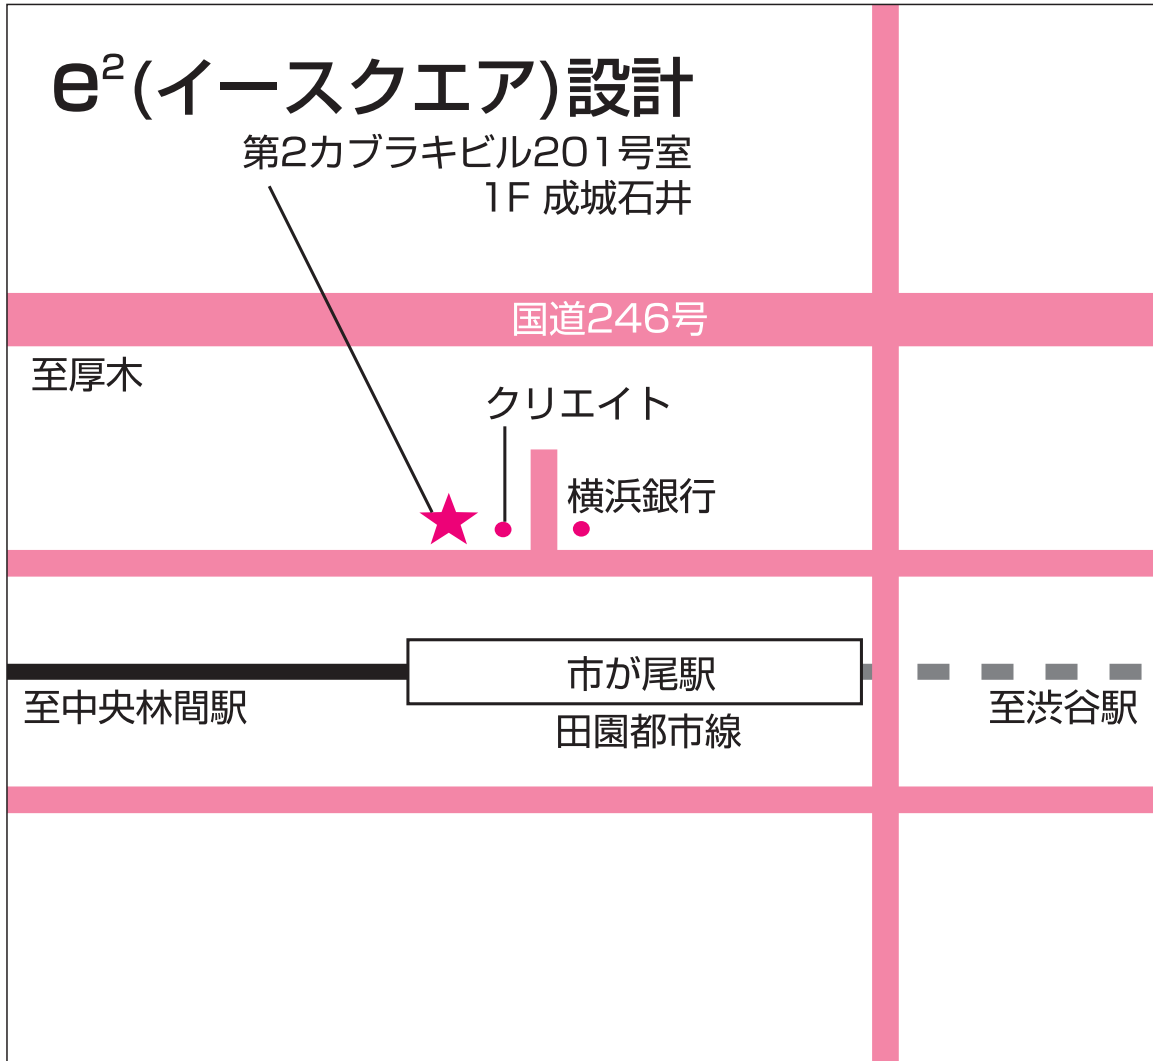 e²(イースクエア)設計
第2カブラキビル201号室
1F 成城石井
国道246号
至厚木
クリエイト
横浜銀行
市が尾駅
至中央林間駅
至渋谷駅
田園都市線